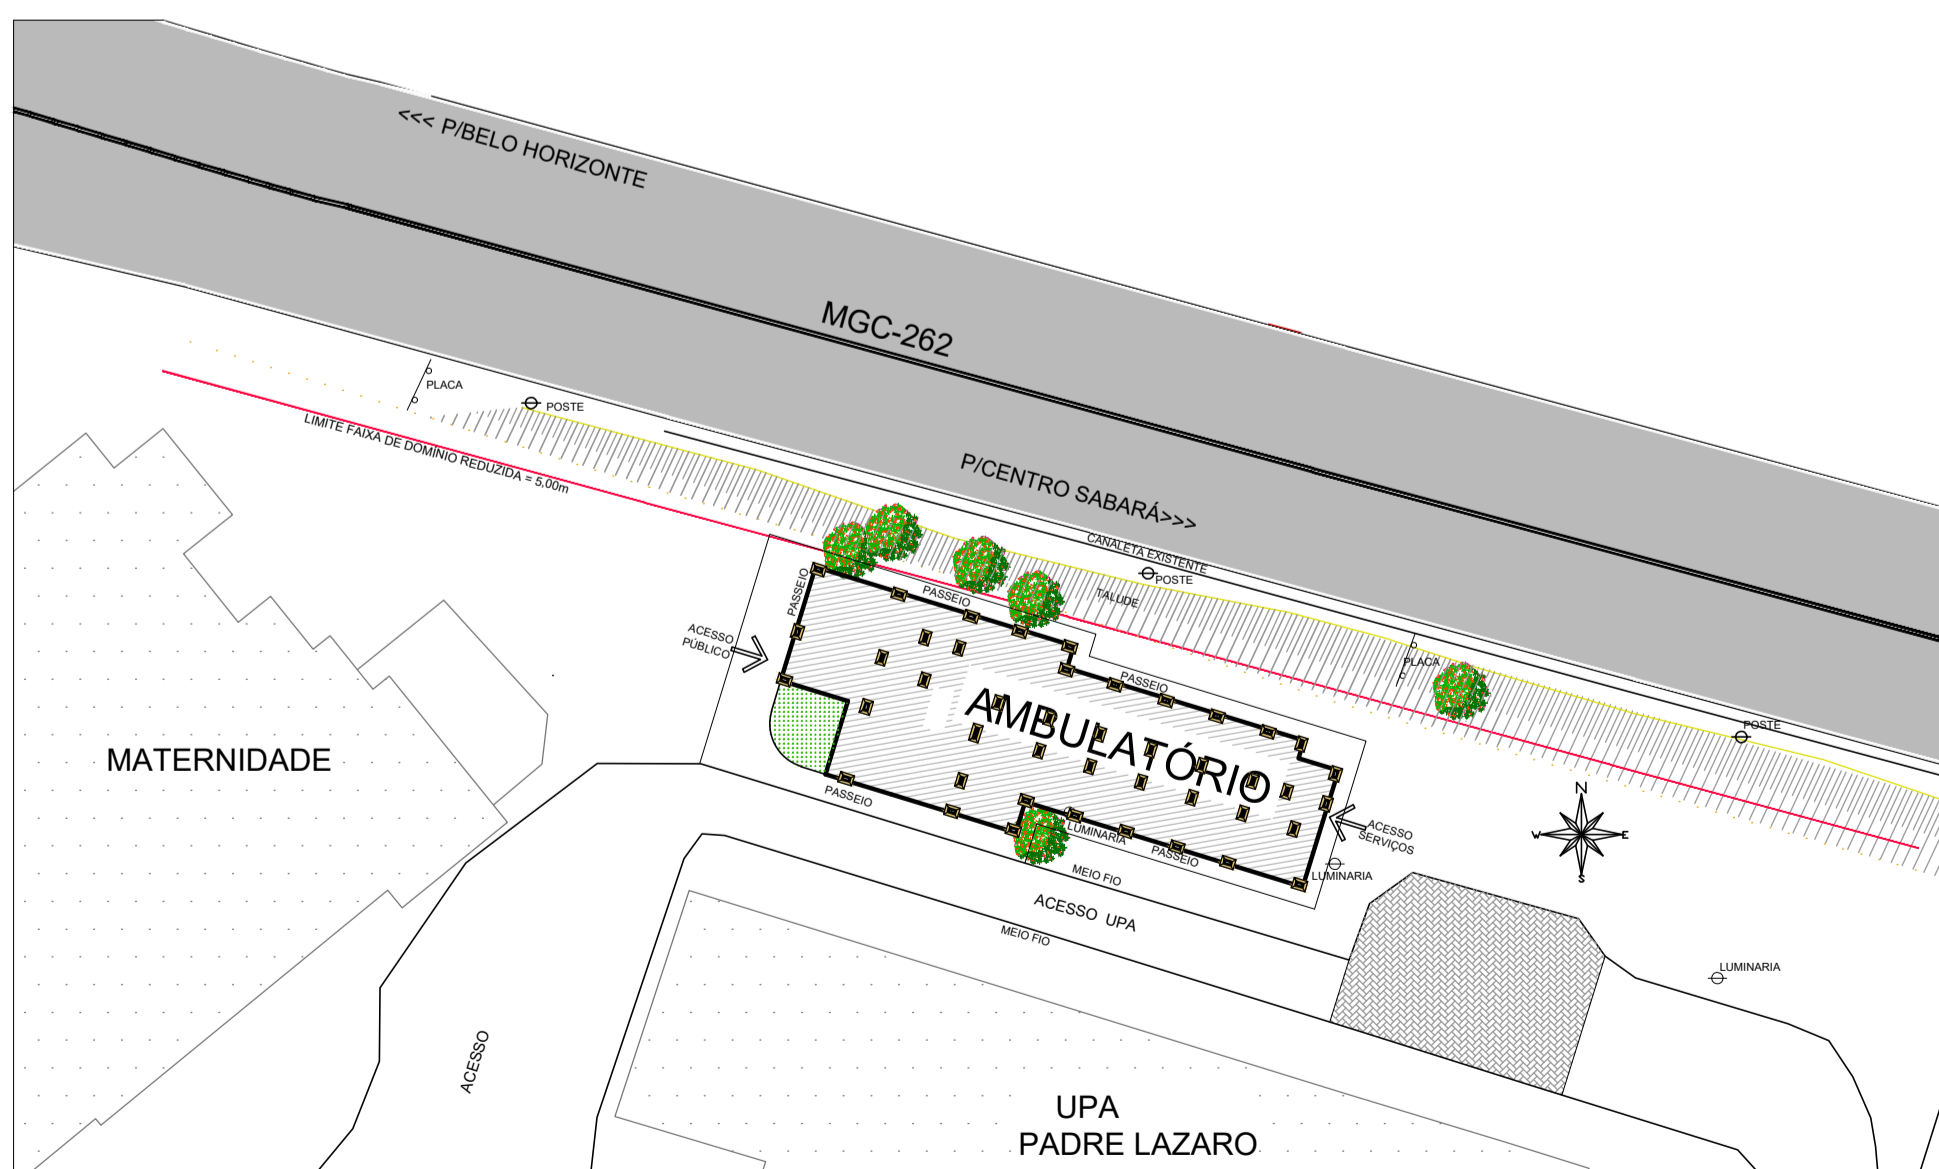 <<< P/BELO HORIZONTE
MGC-262
PLACA
POSTE
LIMITE FAIXA DE DOMÍNIO REDUZIDA = 5,00m
P/CENTRO SABARÁ>>>
CANALETA EXISTENTE
POSTE
TALUDE
PASSEIO
PASSEIO
ACESSO
PÚBLICO
PLACA
PASSEIO
AMBULATÓRIO
POSTE
MATERNIDADE
PASSEIO
N
W
E
S
LUMINARIA
PASSEIO
ACESSO
SERVIÇOS
LUMINARIA
MEIO FIO
ACESSO UPA
MEIO FIO
LUMINARIA
ACESSO
UPA
PADRE LAZARO